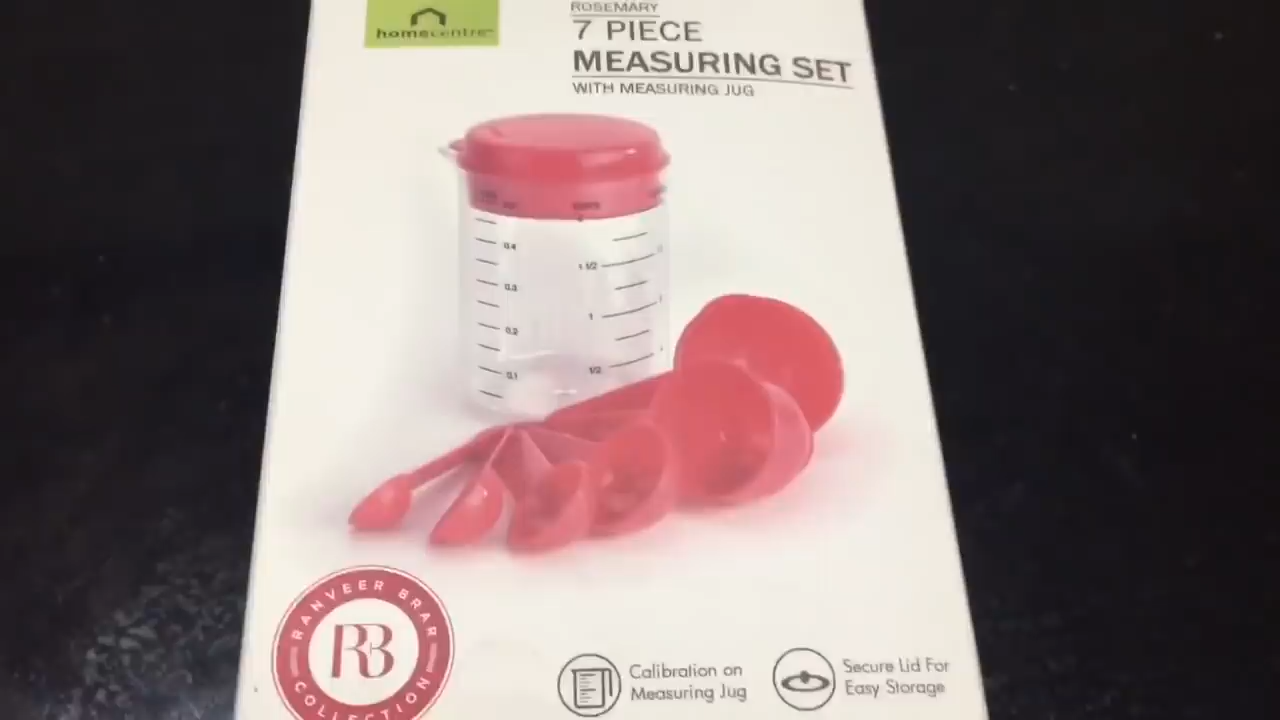 homecentre
ROSEMARY
7 PIECE
MEASURING SET
WITH MEASURING JUG
0.4
0.3
0.2
0.1
1 1/2
1
1/2
RANVEER BRAR
RB
COLLECTION
Calibration on
Measuring Jug
Secure Lid For
Easy Storage